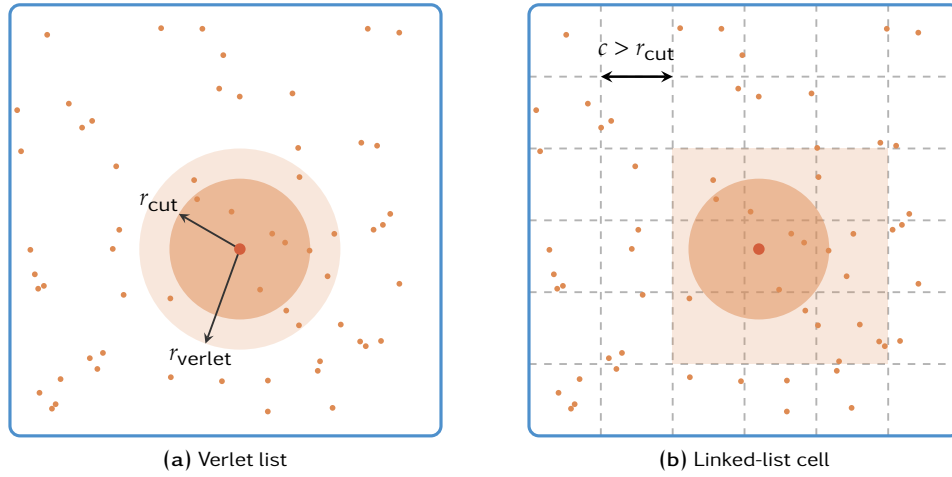 c > r_cut
r_cut
r_verlet
(a) Verlet list
(b) Linked-list cell